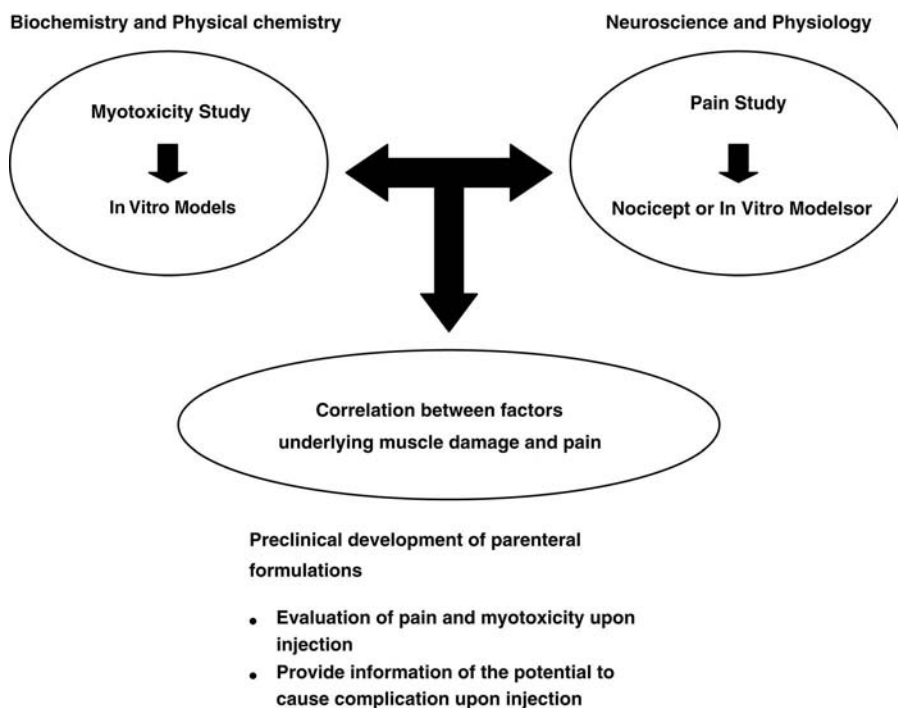 Biochemistry and Physical chemistry
Neuroscience and Physiology
Myotoxicity Study
In Vitro Models
Pain Study
Nocicept or In Vitro Modelsor
Correlation between factors
underlying muscle damage and pain
Preclinical development of parenteral
formulations
• Evaluation of pain and myotoxicity upon
injection
• Provide information of the potential to
cause complication upon injection